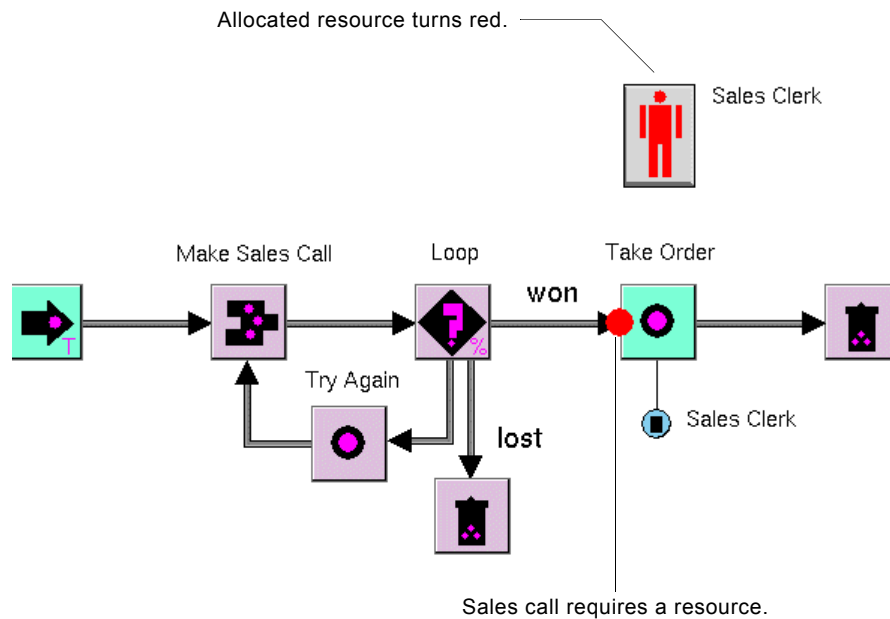 Allocated resource turns red.
Sales Clerk
Make Sales Call
Loop
Take Order
won
T
?
%
Try Again
Sales Clerk
lost
Sales call requires a resource.